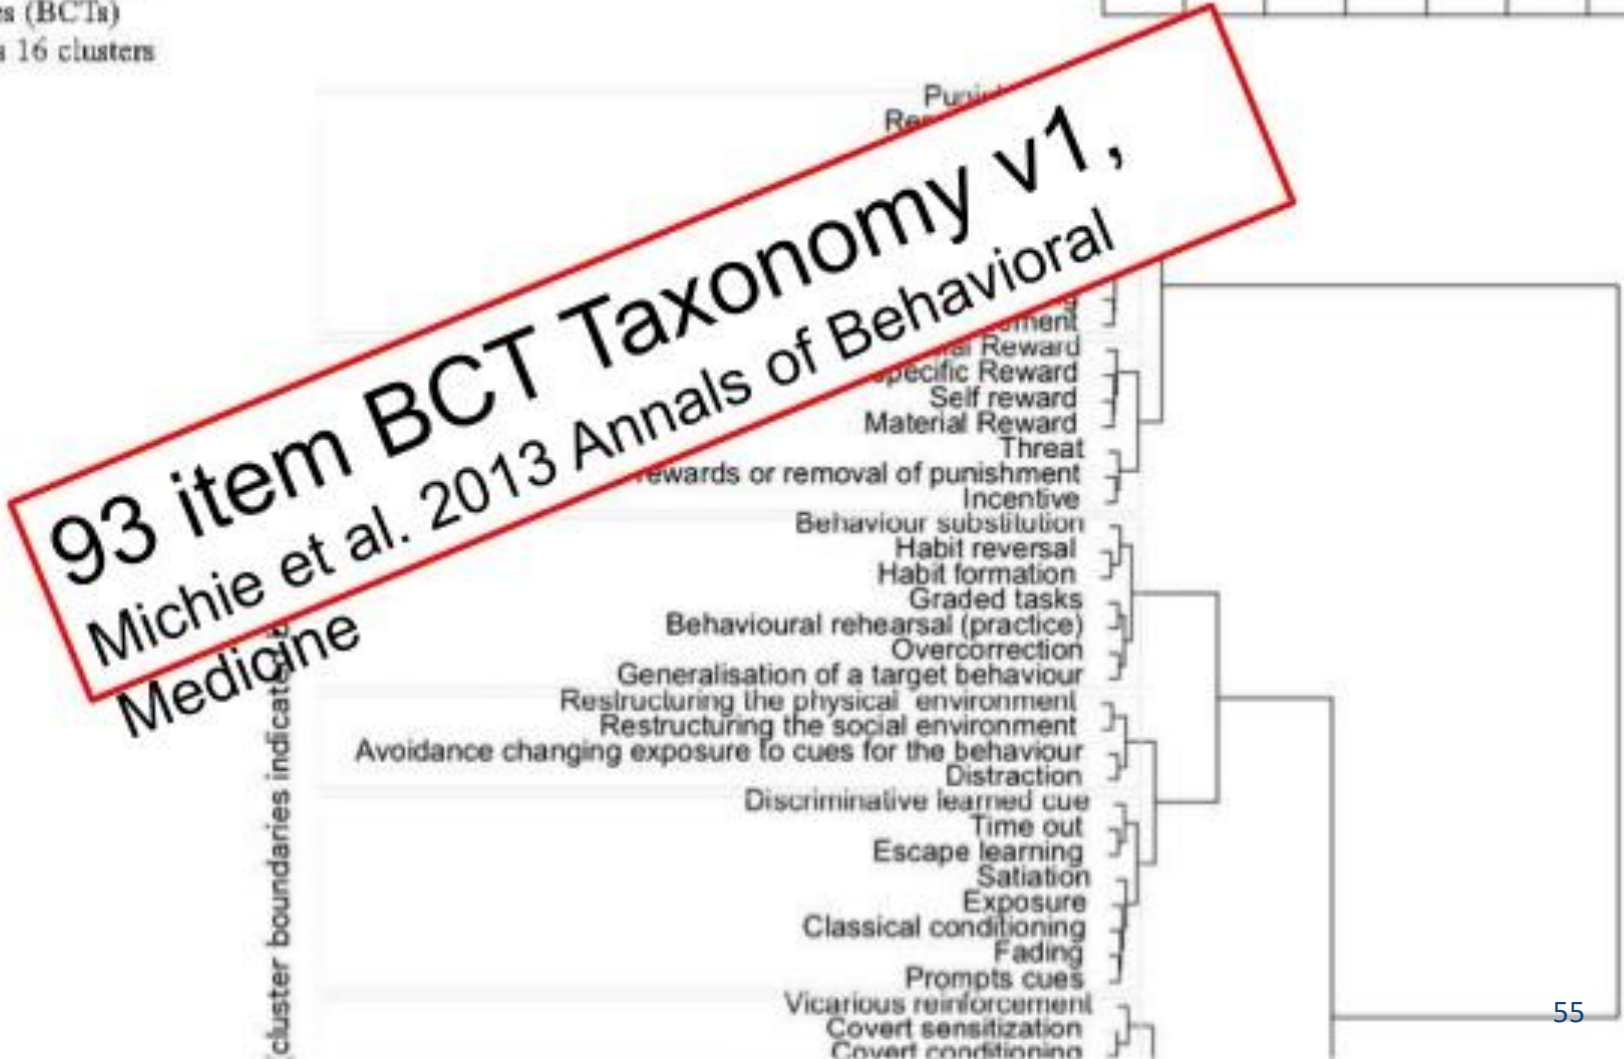 (BCTs)
16 clusters
93 item BCT Taxonomy v1,
Michie et al. 2013 Annals of Behavioral
Medicine
Reward
Specific Reward
Self reward
Material Reward
Threat
rewards or removal of punishment
Incentive
Behaviour substitution
Habit reversal
Habit formation
Graded tasks
Behavioural rehearsal (practice)
Overcorrection
Generalisation of a target behaviour
Restructuring the physical environment
Restructuring the social environment
Avoidance changing exposure to cues for the behaviour
Distraction
Discriminative learned cue
Time out
Escape learning
Satiation
Exposure
Classical conditioning
Fading
Prompts cues
Vicarious reinforcement
Covert sensitization
Covert conditioning
(cluster boundaries
55